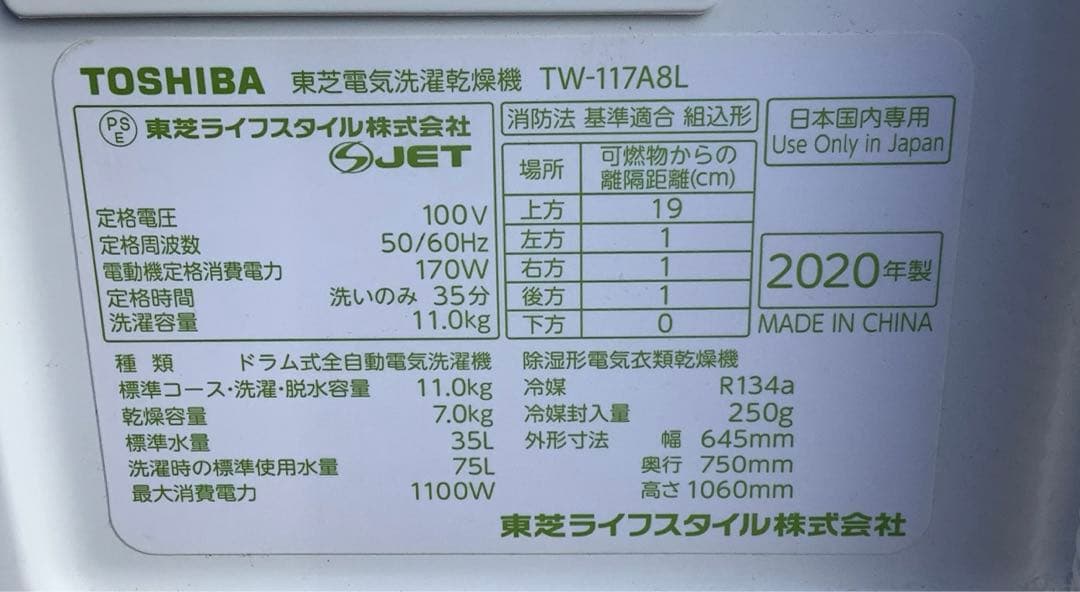 TOSHIBA 東芝電気洗濯乾燥機 TW-117A8L
PS
E 東芝ライフスタイル株式会社
JET
定格電圧 100V
定格周波数 50/60Hz
電動機定格消費電力 170W
定格時間 洗いのみ 35分
洗濯容量 11.0kg
消防法 基準適合 組込形
場所 可燃物からの
離隔距離(cm)
上方 19
左方 1
右方 1
後方 1
下方 0
日本国内専用
Use Only in Japan
2020年製
MADE IN CHINA
種 類 ドラム式全自動電気洗濯機
標準コース・洗濯・脱水容量 11.0kg
乾燥容量 7.0kg
標準水量 35L
洗濯時の標準使用水量 75L
最大消費電力 1100W
除湿形電気衣類乾燥機
冷媒 R134a
冷媒封入量 250g
外形寸法 幅 645mm
奥行 750mm
高さ 1060mm
東芝ライフスタイル株式会社